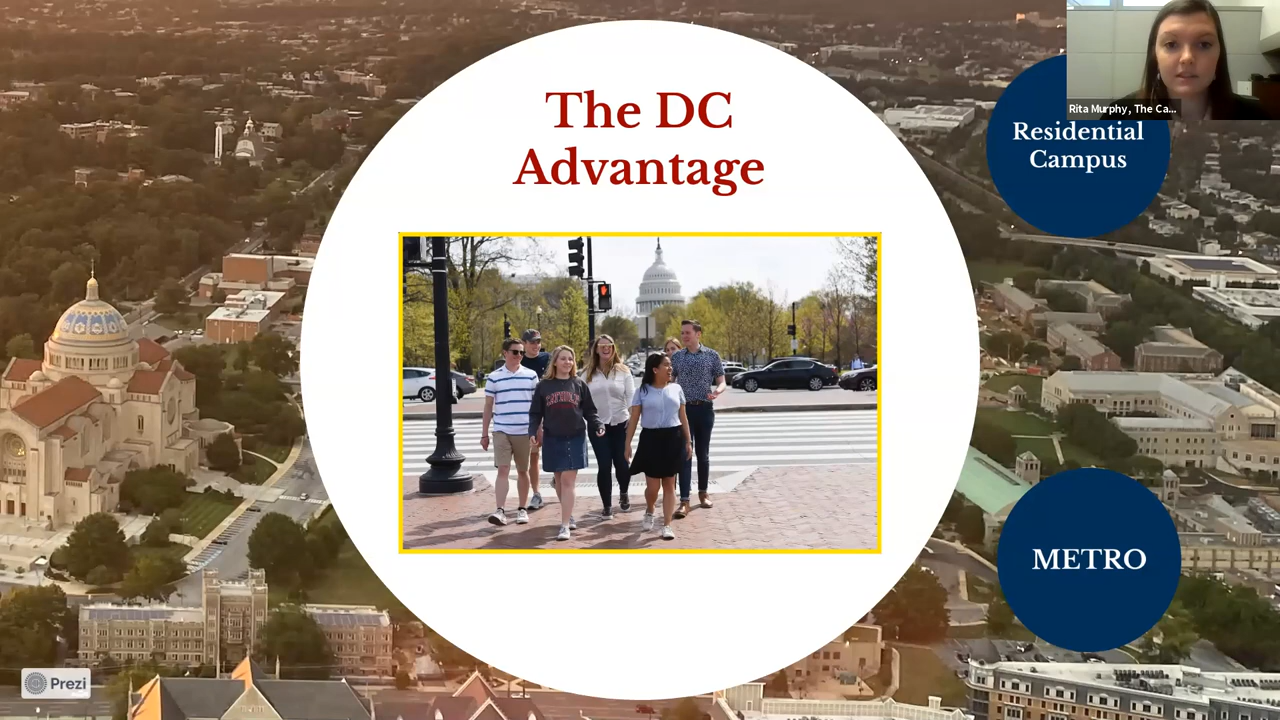 The DC
Advantage
Rita Murphy, The Ca...
Residential
Campus
METRO
Prezi